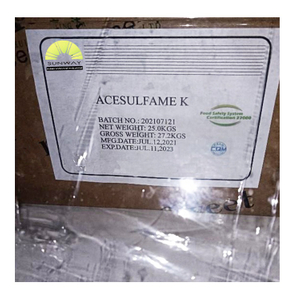 SUNWAY
ACESULFAME K
BATCH NO.: 202107121
NET WEIGHT: 25.0KGS
GROSS WEIGHT: 27.2KGS
MFG.DATE:JUL.12,2021
EXP.DATE:JUL.11,2023
Food Safety System
Certification 22000
CQM